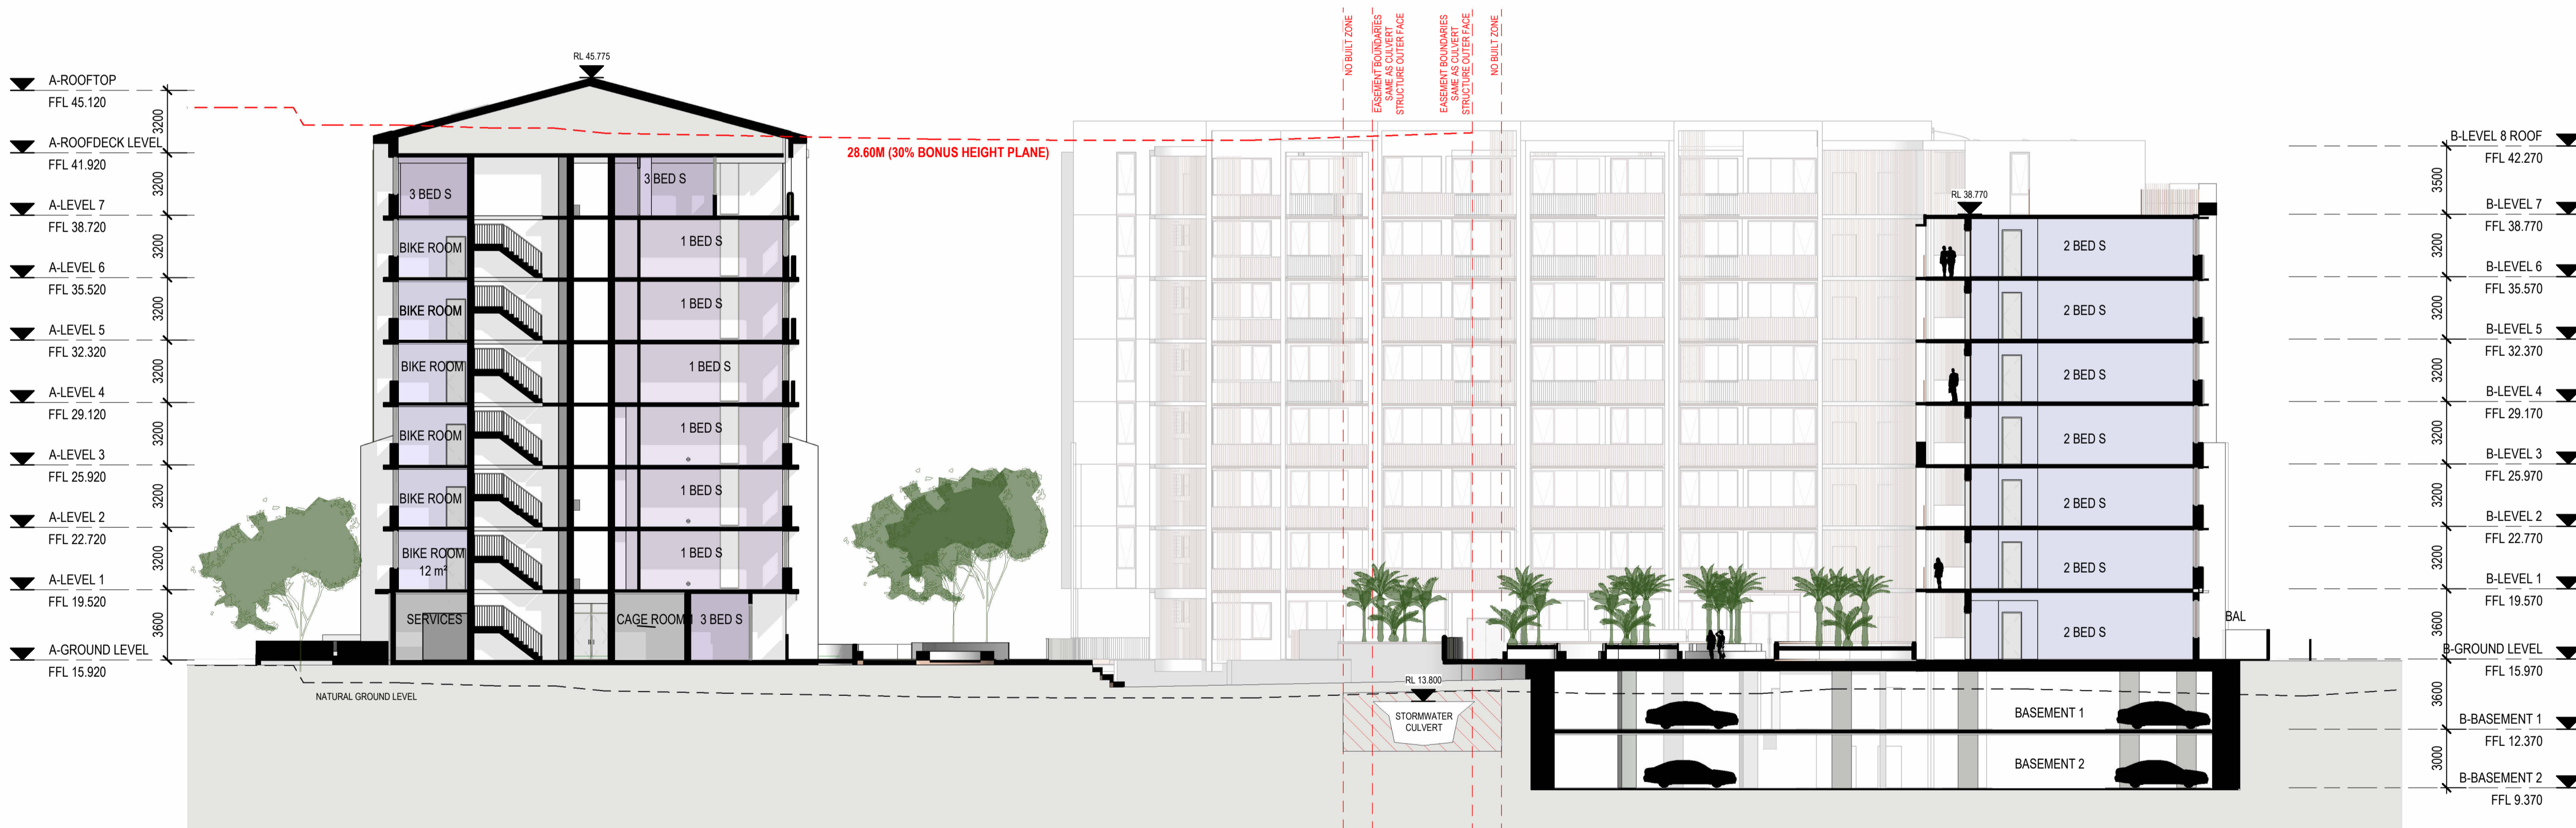 RL 45.775
A-ROOFTOP
FFL 45.120
3200
A-ROOFDECK LEVEL
FFL 41.920
3200
A-LEVEL 7
FFL 38.720
3200
A-LEVEL 6
FFL 35.520
3200
A-LEVEL 5
FFL 32.320
3200
A-LEVEL 4
FFL 29.120
3200
A-LEVEL 3
FFL 25.920
3200
A-LEVEL 2
FFL 22.720
3200
A-LEVEL 1
FFL 19.520
3600
A-GROUND LEVEL
FFL 15.920
NATURAL GROUND LEVEL
3 BED S
3 BED S
BIKE ROOM
1 BED S
BIKE ROOM
1 BED S
BIKE ROOM
1 BED S
BIKE ROOM
1 BED S
BIKE ROOM
1 BED S
BIKE ROOM
12 m²
1 BED S
SERVICES
CAGE ROOM
3 BED S
28.60M (30% BONUS HEIGHT PLANE)
NO BUILT ZONE
EASEMENT BOUNDARIES
SAME AS CULVERT
STRUCTURE OUTER FACE
EASEMENT BOUNDARIES
SAME AS CULVERT
STRUCTURE OUTER FACE
NO BUILT ZONE
RL 13.800
STORMWATER
CULVERT
RL 38.770
2 BED S
2 BED S
2 BED S
2 BED S
2 BED S
2 BED S
2 BED S
BAL
BASEMENT 1
BASEMENT 2
B-LEVEL 8 ROOF
FFL 42.270
3500
B-LEVEL 7
FFL 38.770
3200
B-LEVEL 6
FFL 35.570
3200
B-LEVEL 5
FFL 32.370
3200
B-LEVEL 4
FFL 29.170
3200
B-LEVEL 3
FFL 25.970
3200
B-LEVEL 2
FFL 22.770
3200
B-LEVEL 1
FFL 19.570
3600
B-GROUND LEVEL
FFL 15.970
3600
B-BASEMENT 1
FFL 12.370
3000
B-BASEMENT 2
FFL 9.370